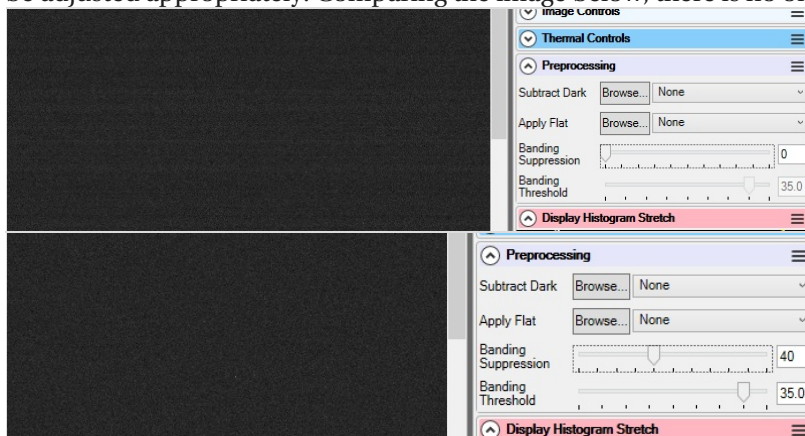 be adjusted appropriately. Comparing the image below, there is no
Image Controls
Thermal Controls
Preprocessing
Subtract Dark Browse... None
Apply Flat Browse... None
Banding Suppression 0
Banding Threshold 35.0
Display Histogram Stretch
Preprocessing
Subtract Dark Browse... None
Apply Flat Browse... None
Banding Suppression 40
Banding Threshold 35.0
Display Histogram Stretch